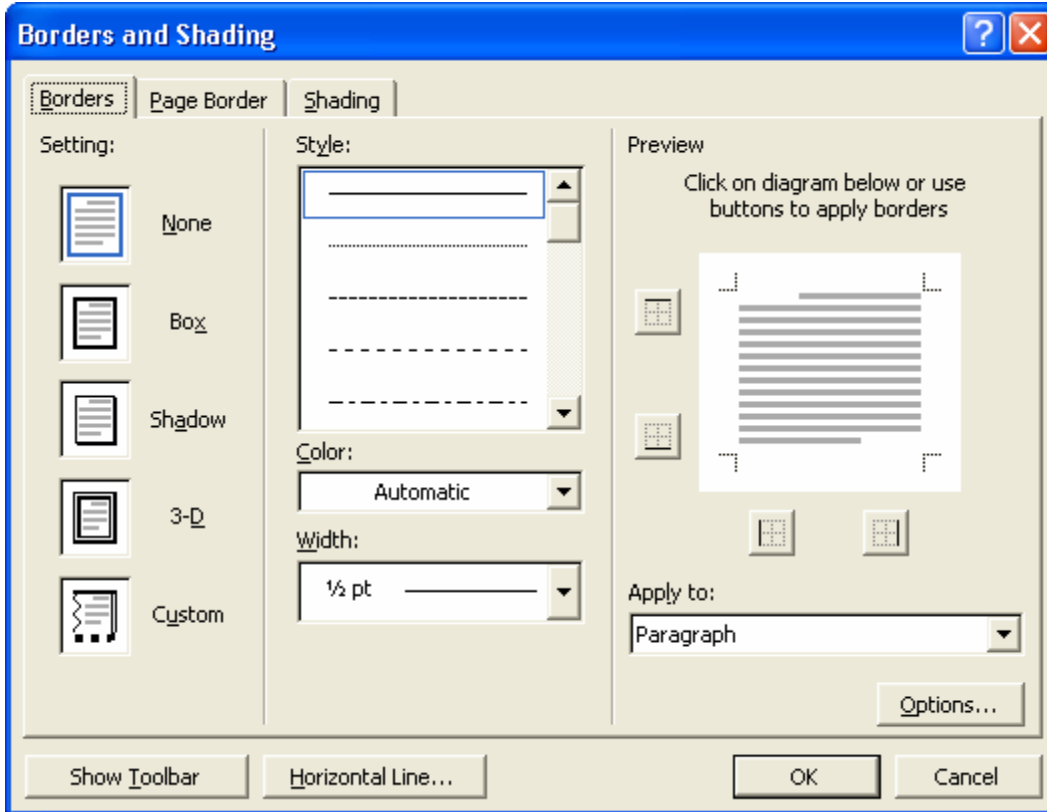 Borders and Shading
Borders
Page Border
Shading
Setting:
None
Box
Shadow
3-D
Custom
Style:
Color:
Automatic
Width:
½ pt
Preview
Click on diagram below or use
buttons to apply borders
Apply to:
Paragraph
Options...
Show Toolbar
Horizontal Line...
OK
Cancel